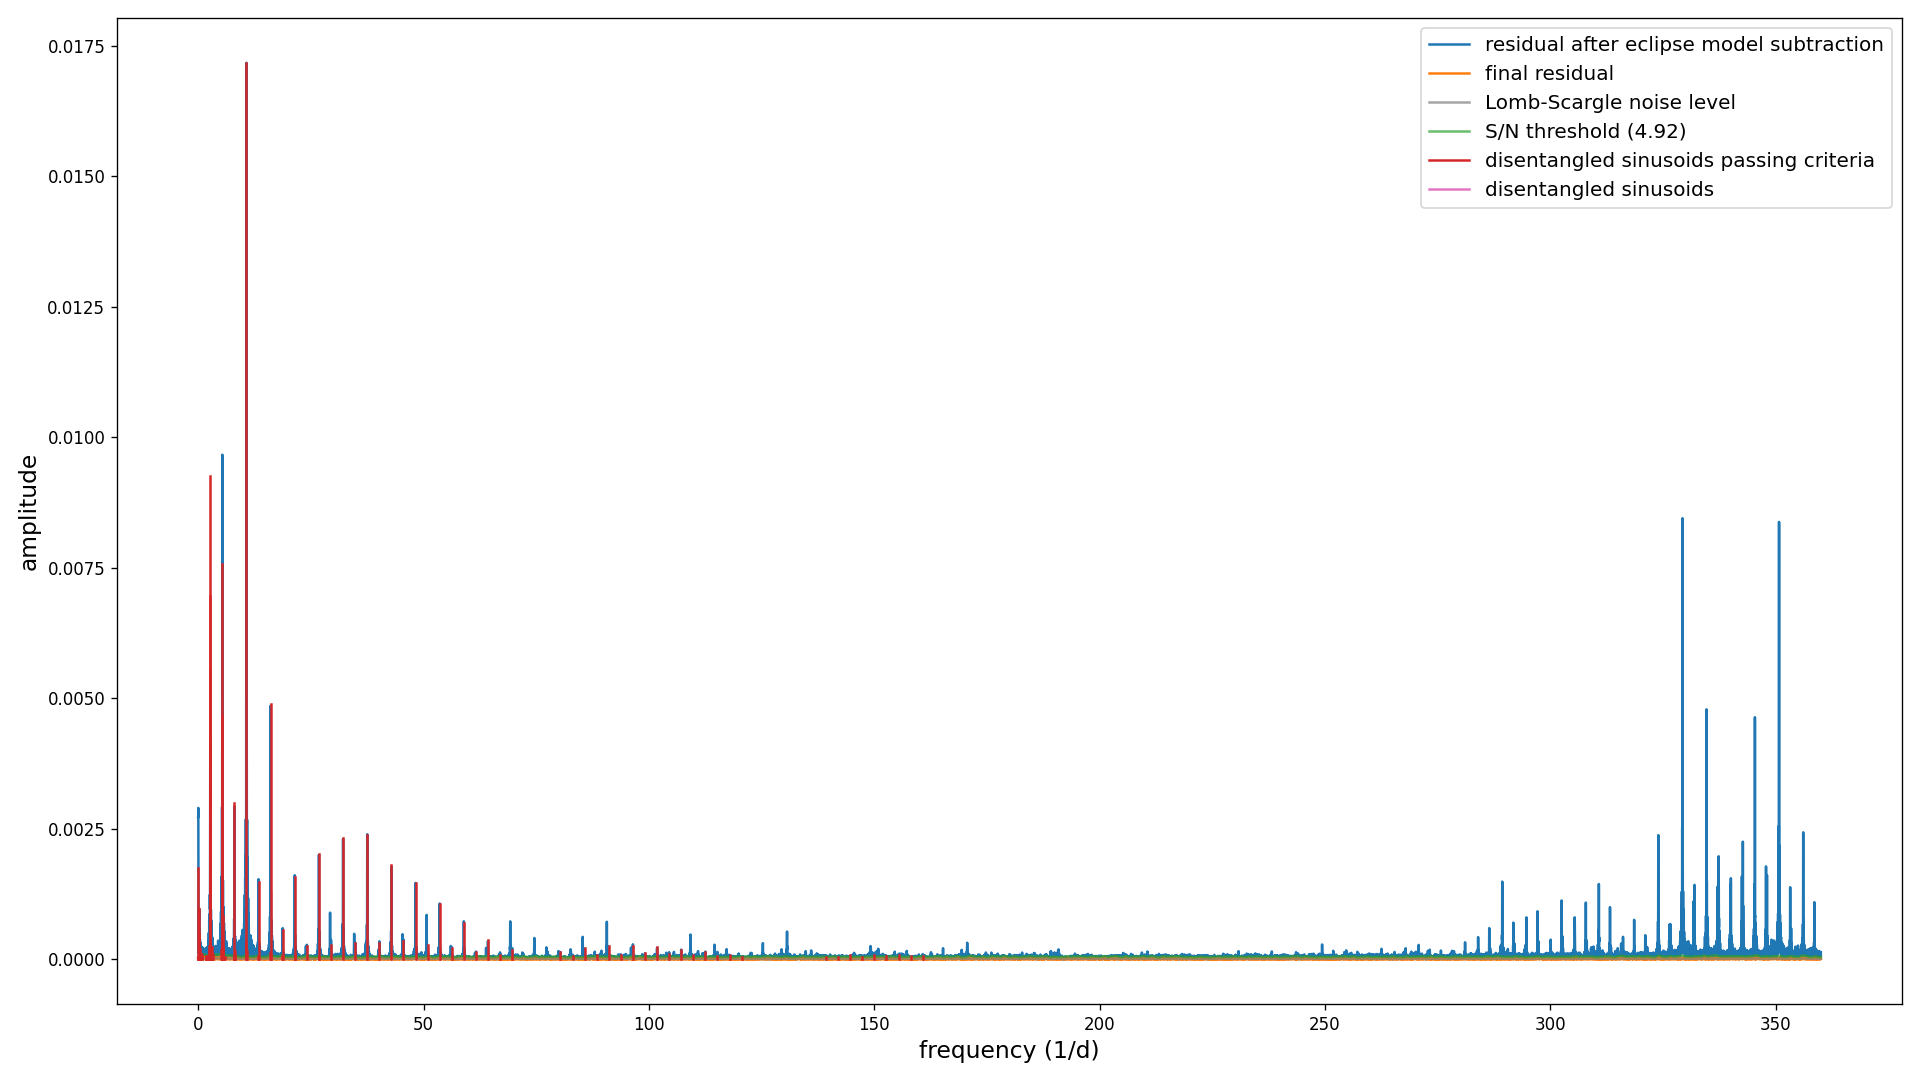 residual after eclipse model subtraction
final residual
Lomb-Scargle noise level
S/N threshold (4.92)
disentangled sinusoids passing criteria
disentangled sinusoids
amplitude
0.0175
0.0150
0.0125
0.0100
0.0075
0.0050
0.0025
0.0000
0 50 100 150 200 250 300 350
frequency (1/d)